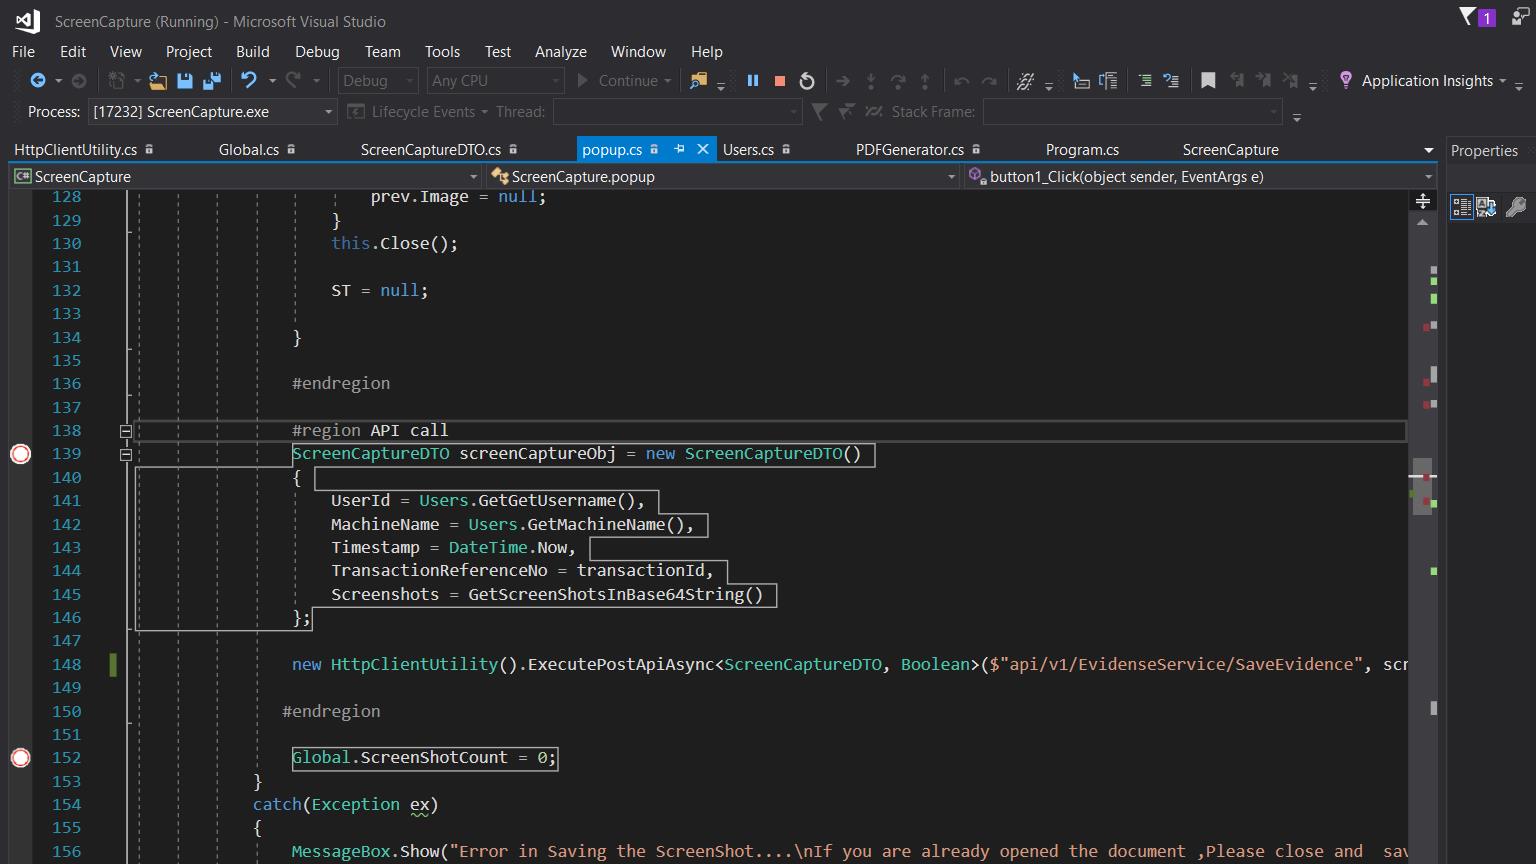 ScreenCapture (Running) - Microsoft Visual Studio
1
File Edit View Project Build Debug Team Tools Test Analyze Window Help
Debug Any CPU Continue Application Insights
Process: [17232] ScreenCapture.exe Lifecycle Events Thread: Stack Frame:
HttpClientUtility.cs Global.cs ScreenCaptureDTO.cs popup.cs Users.cs PDFGenerator.cs Program.cs ScreenCapture Properties
ScreenCapture ScreenCapture.popup button1_Click(object sender, EventArgs e)
128 prev.Image = null;
129 }
130 this.Close();
131
132 ST = null;
133
134 }
135
136 #endregion
137
138 #region API call
139 ScreenCaptureDTO screenCaptureObj = new ScreenCaptureDTO()
140 {
141 UserId = Users.GetGetUsername(),
142 MachineName = Users.GetMachineName(),
143 Timestamp = DateTime.Now,
144 TransactionReferenceNo = transactionId,
145 Screenshots = GetScreenShotsInBase64String()
146 };
147
148 new HttpClientUtility().ExecutePostApiAsync<ScreenCaptureDTO, Boolean>($"api/v1/EvidenseService/SaveEvidence", scr
149
150 #endregion
151
152 Global.ScreenShotCount = 0;
153 }
154 catch(Exception ex)
155 {
156 MessageBox.Show("Error in Saving the ScreenShot....\nIf you are already opened the document ,Please close and  sav